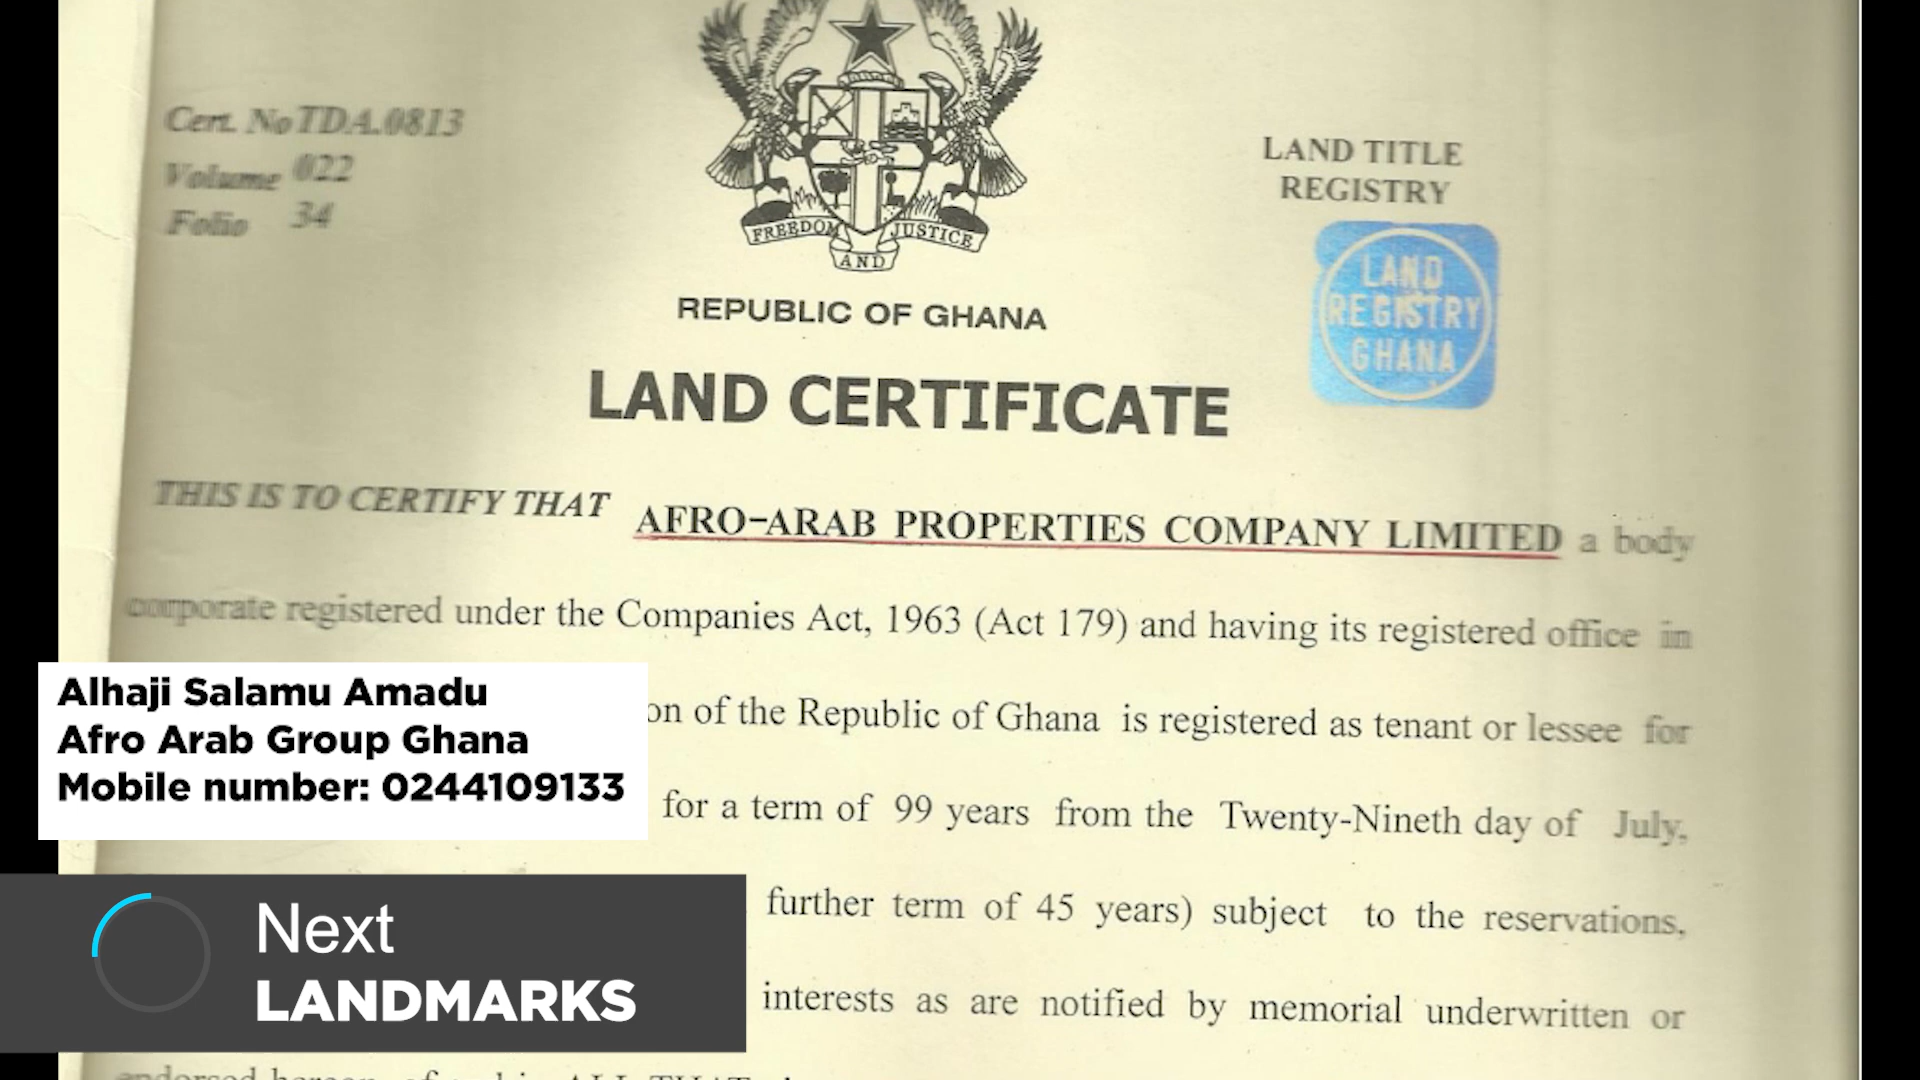 Cert. No TDA.0813
Volume 022
Folio 34
FREEDOM AND JUSTICE
REPUBLIC OF GHANA
LAND CERTIFICATE
LAND TITLE
REGISTRY
LAND
REGISTRY
GHANA
THIS IS TO CERTIFY THAT AFRO-ARAB PROPERTIES COMPANY LIMITED a body
corporate registered under the Companies Act, 1963 (Act 179) and having its registered office in
on of the Republic of Ghana is registered as tenant or lessee for
for a term of 99 years from the Twenty-Nineth day of July,
further term of 45 years) subject to the reservations,
interests as are notified by memorial underwritten or
Alhaji Salamu Amadu
Afro Arab Group Ghana
Mobile number: 0244109133
Next
LANDMARKS